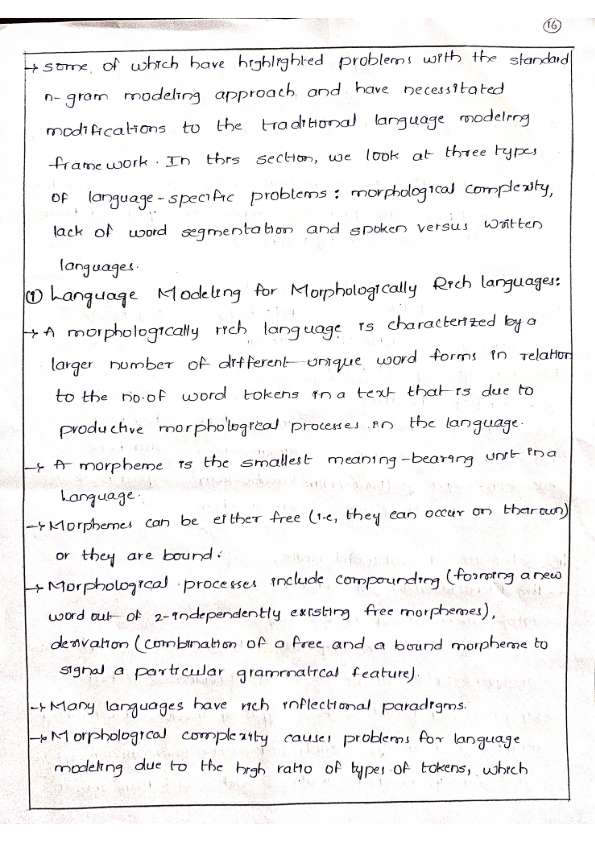 16
→ some of which have highlighted problems with the standard
n-gram modeling approach and have necessitated
modifications to the traditional language modeling
framework. In this section, we look at three types
of language-specific problems: morphological complexity,
lack of word segmentation and spoken versus written
languages.
① Language Modeling for Morphologically Rich languages:
→ A morphologically rich language is characterized by a
larger number of different unique word forms in relation
to the no.of word tokens in a text that is due to
productive morphological processes in the language.
→ A morpheme is the smallest meaning-bearing unit in a
Language.
→ Morphemes can be either free (i.e, they can occur on their own)
or they are bound.
→ Morphological processes include compounding (forming a new
word out of 2-independently existing free morphemes),
derivation (combination of a free and a bound morpheme to
signal a particular grammatical feature).
→ Many languages have rich inflectional paradigms.
→ Morphological complexity causes problems for language
modeling due to the high ratio of types of tokens, which